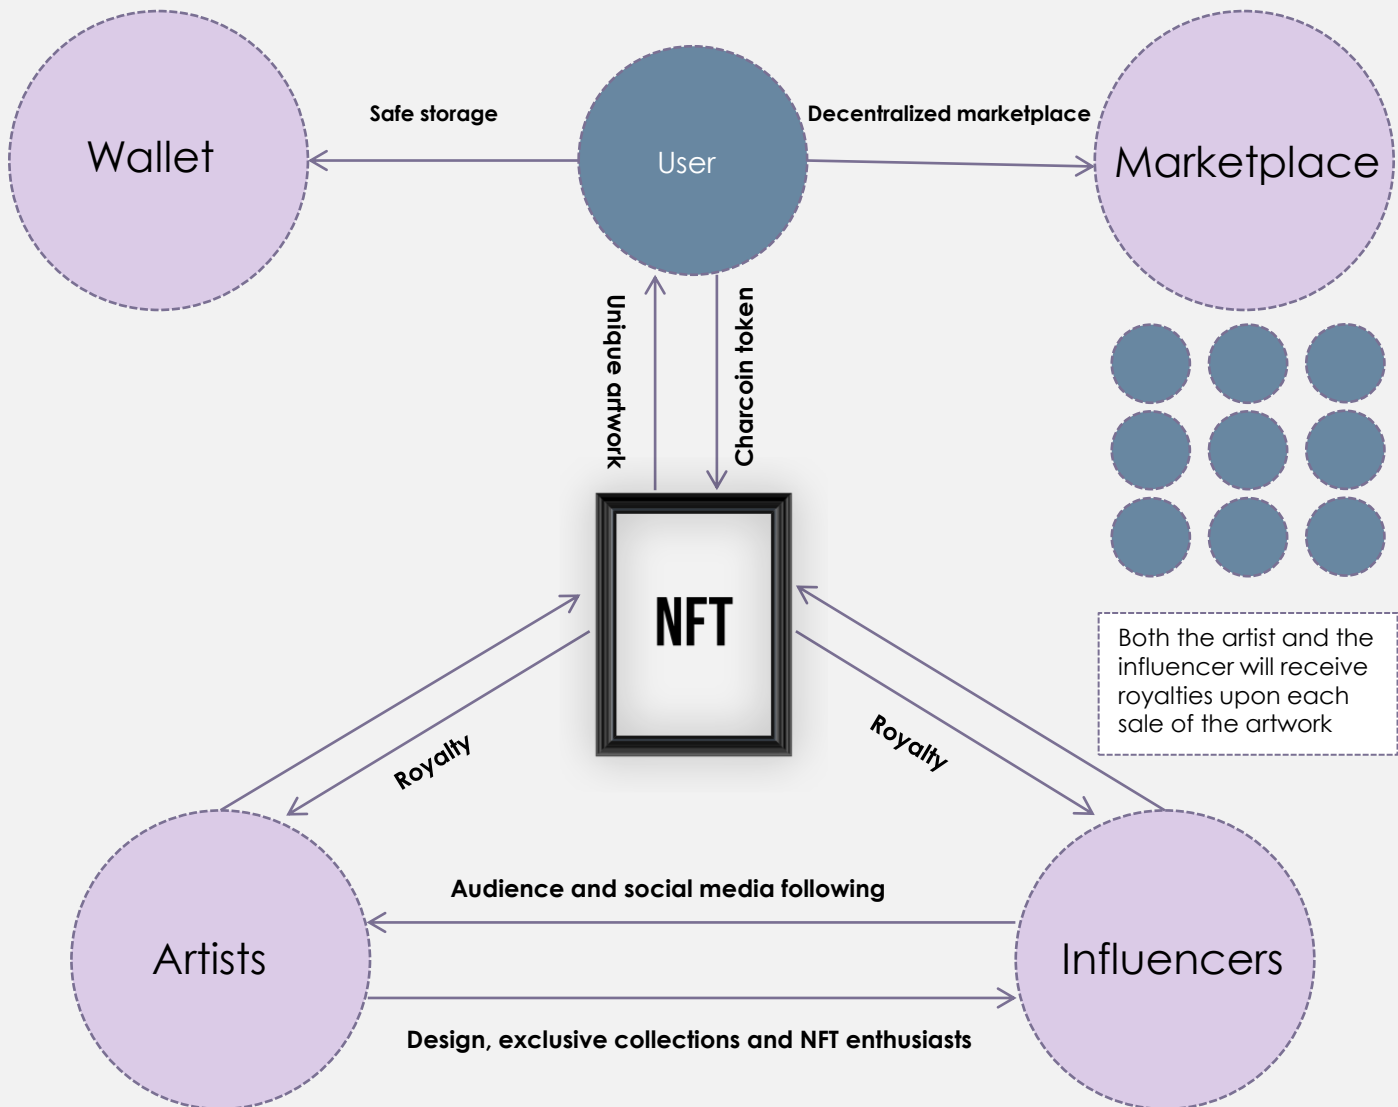 Safe storage
Decentralized marketplace
Wallet
User
Marketplace
Unique artwork
Charcoin token
NFT
Both the artist and the
influencer will receive
royalties upon each
sale of the artwork
Royalty
Royalty
Audience and social media following
Artists
Influencers
Design, exclusive collections and NFT enthusiasts